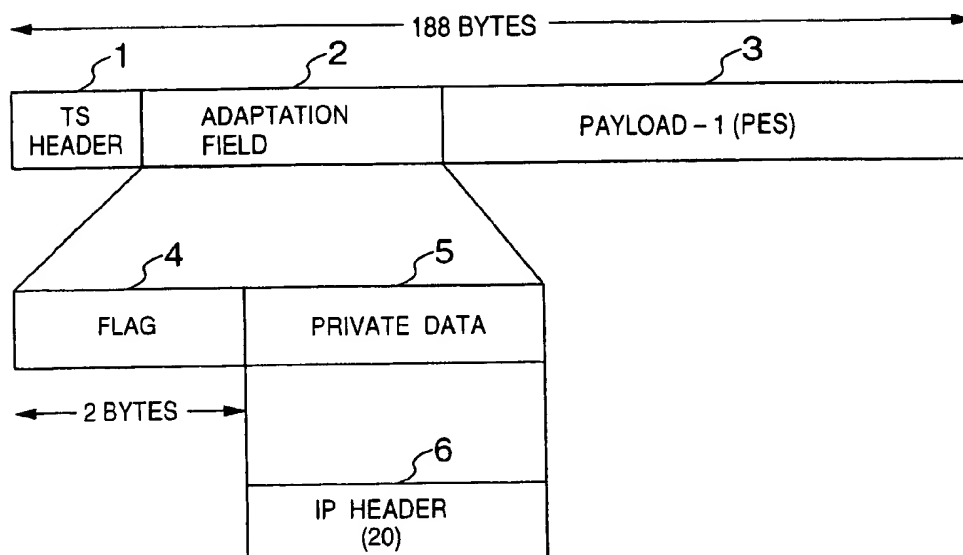 188 BYTES
1
2
3
TS
HEADER
ADAPTATION
FIELD
PAYLOAD – 1 (PES)
4
5
FLAG
PRIVATE DATA
2 BYTES
6
IP HEADER
(20)